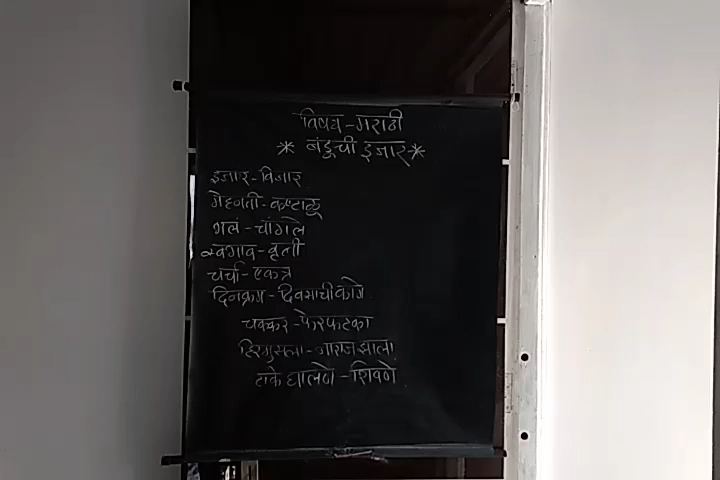 विषय - मराठी
* बंडूची इजार *
इजार - विजार
मेहनती - कष्टाळू
भलं - चांगले
स्वभाव - वृत्ती
चर्चा - एकत्र
दिनक्रम - दिवसाची कामे
चक्कर - फेरफटका
हिरमुसला - नाराज झाला
टाके घालणे - शिवणे